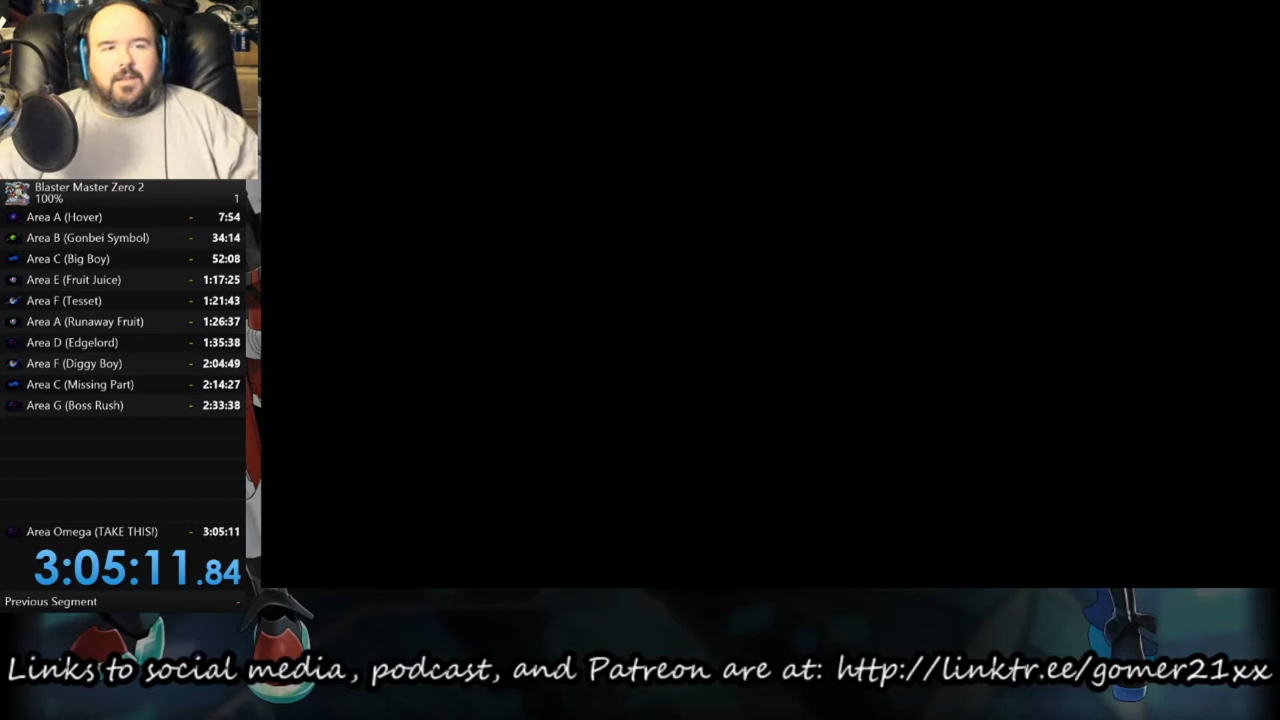 Blaster Master Zero 2
100% 1
Area A (Hover) - 7:54
Area B (Gonbei Symbol) - 34:14
Area C (Big Boy) - 52:08
Area E (Fruit Juice) - 1:17:25
Area F (Tesset) - 1:21:43
Area A (Runaway Fruit) - 1:26:37
Area D (Edgelord) - 1:35:38
Area F (Diggy Boy) - 2:04:49
Area C (Missing Part) - 2:14:27
Area G (Boss Rush) - 2:33:38
Area Omega (TAKE THIS!) - 3:05:11
3:05:11.84
Previous Segment -
Links to social media, podcast, and Patreon are at: http://linktr.ee/gomer21xx